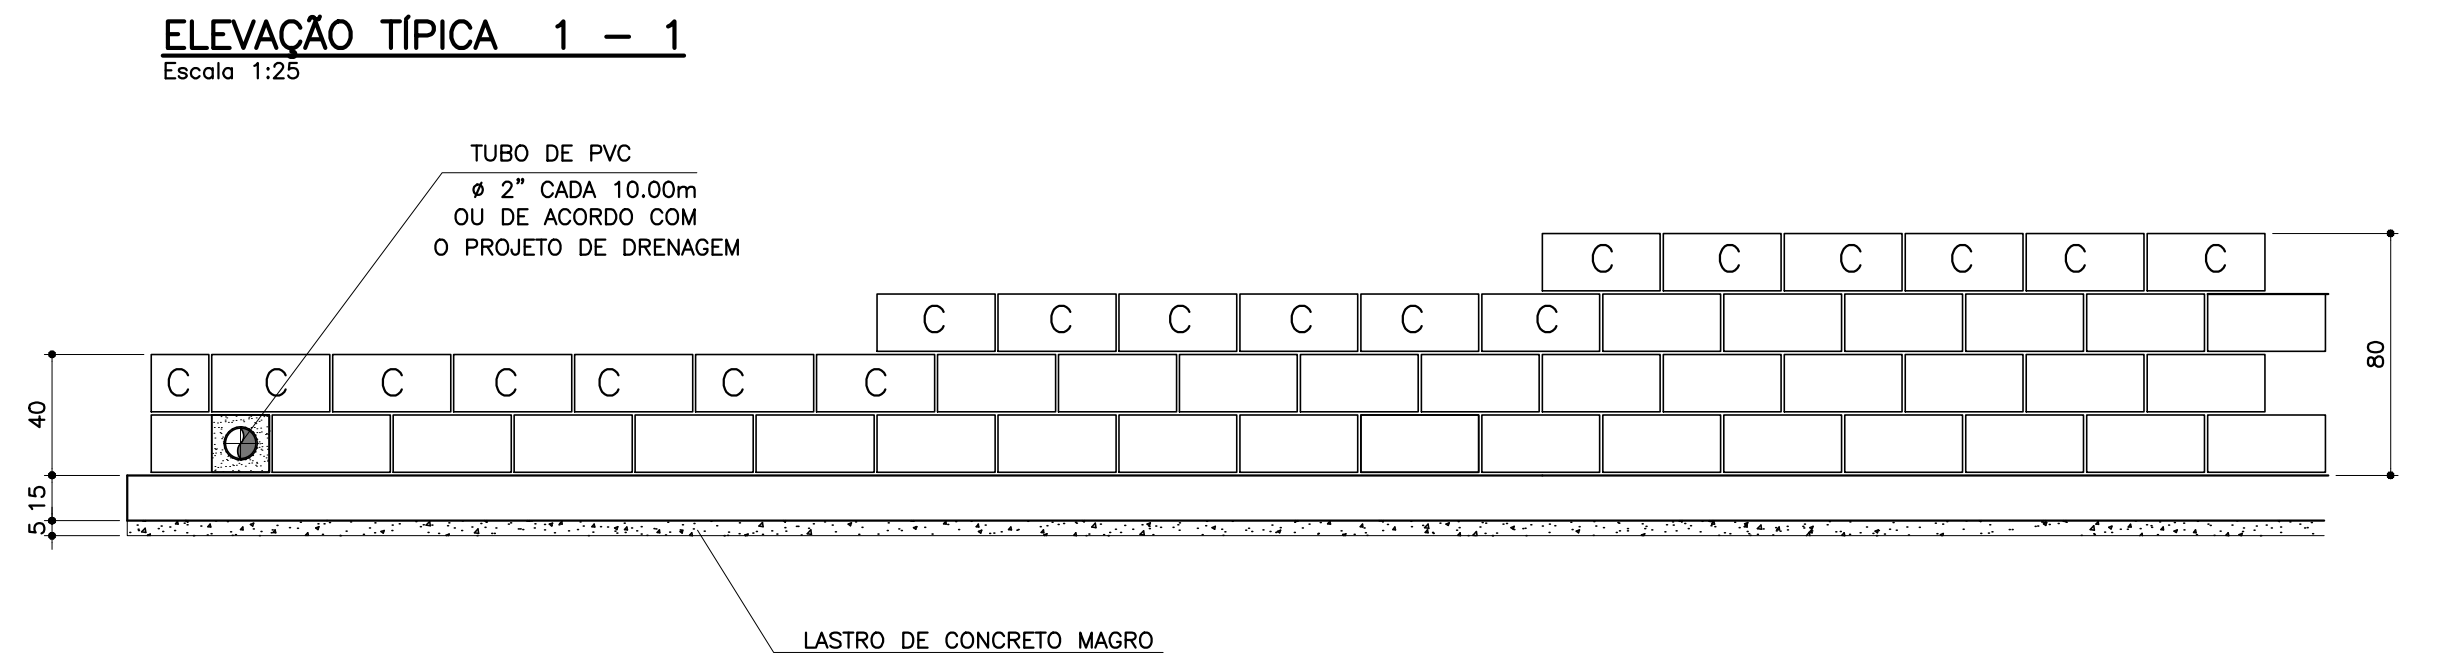 ELEVAÇÃO TÍPICA 1 - 1
Escala 1:25
TUBO DE PVC
ø 2" CADA 10.00m
OU DE ACORDO COM
O PROJETO DE DRENAGEM
C C C C C C
C C C C C C
C C C C C C C
80
40
15
5
LASTRO DE CONCRETO MAGRO